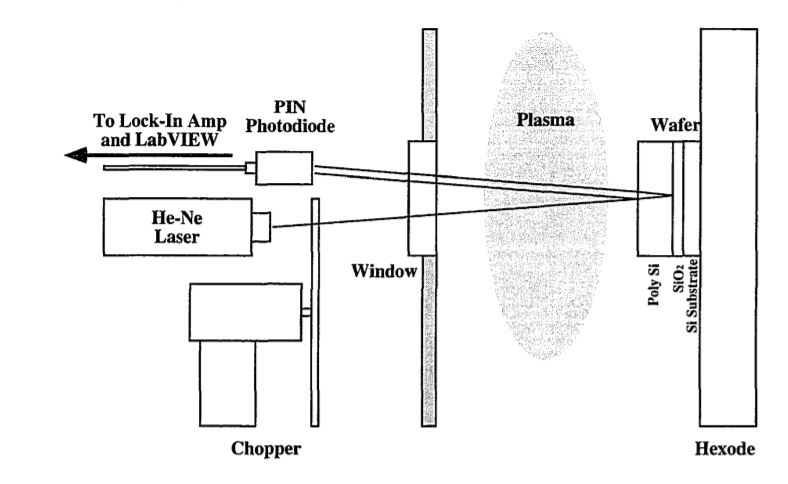 PIN
Photodiode
To Lock-In Amp
and LabVIEW
Plasma
Wafer
He-Ne
Laser
Window
Poly Si
SiO2
Si Substrate
Chopper
Hexode